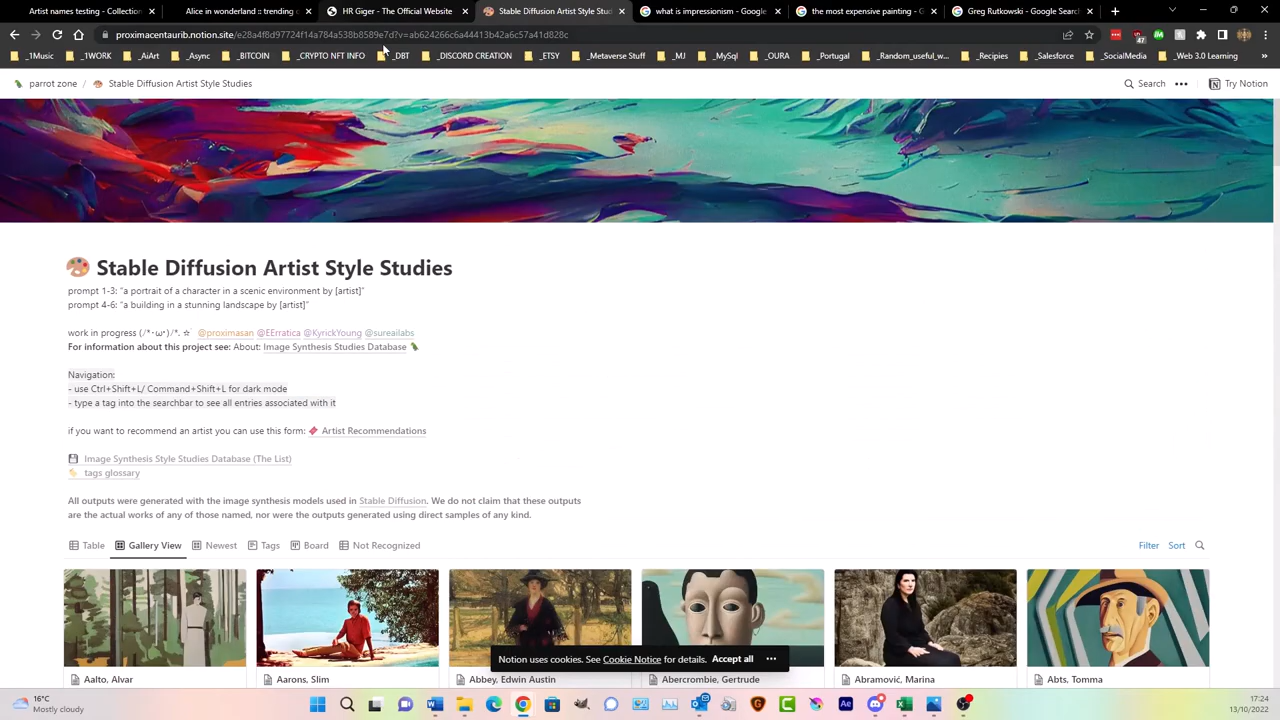 Artist names testing - Collection
Alice in wonderland :: trending c
HR Giger - The Official Website
Stable Diffusion Artist Style Stud
what is impressionism - Google
the most expensive painting - G
Greg Rutkowski - Google Search
proximacentaurib.notion.site/e28a4f8d97724f14a784a538b8589e7d?v=ab624266c6a44413b42a6c57a41d828c
_1Music _1WORK _AiArt _Async _BITCOIN _CRYPTO NFT INFO _DBT _DISCORD CREATION _ETSY _Metaverse Stuff _MJ _MySql _OURA _Portugal _Random_useful_w... _Recipies _Salesforce _SocialMedia _Web 3.0 Learning »
parrot zone / Stable Diffusion Artist Style Studies
Search ••• Try Notion
Stable Diffusion Artist Style Studies
prompt 1-3: "a portrait of a character in a scenic environment by [artist]"
prompt 4-6: "a building in a stunning landscape by [artist]"
work in progress (/*･ω･)/*. ☆ @proximasan @EErratica @KyrickYoung @sureailabs
For information about this project see: About: Image Synthesis Studies Database
Navigation:
- use Ctrl+Shift+L/ Command+Shift+L for dark mode
- type a tag into the searchbar to see all entries associated with it
if you want to recommend an artist you can use this form: Artist Recommendations
Image Synthesis Style Studies Database (The List)
tags glossary
All outputs were generated with the image synthesis models used in Stable Diffusion. We do not claim that these outputs
are the actual works of any of those named, nor were the outputs generated using direct samples of any kind.
Table Gallery View Newest Tags Board Not Recognized
Filter Sort
Notion uses cookies. See Cookie Notice for details. Accept all •••
Aalto, Alvar
Aarons, Slim
Abbey, Edwin Austin
Abercrombie, Gertrude
Abramović, Marina
Abts, Tomma
16°C
Mostly cloudy
17:24
13/10/2022